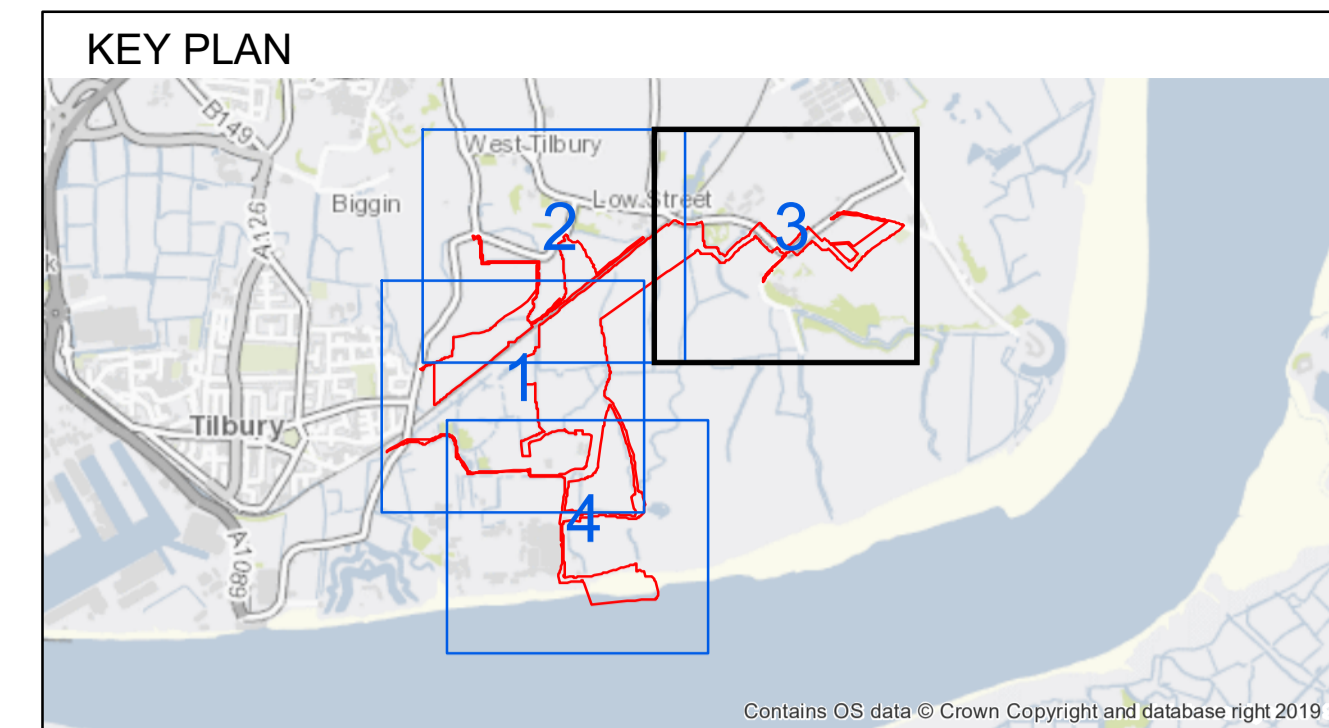 KEY PLAN
B149
West Tilbury
A126
Biggin
Low Street
2
3
k
1
Tilbury
4
A1089
Contains OS data © Crown Copyright and database right 2019